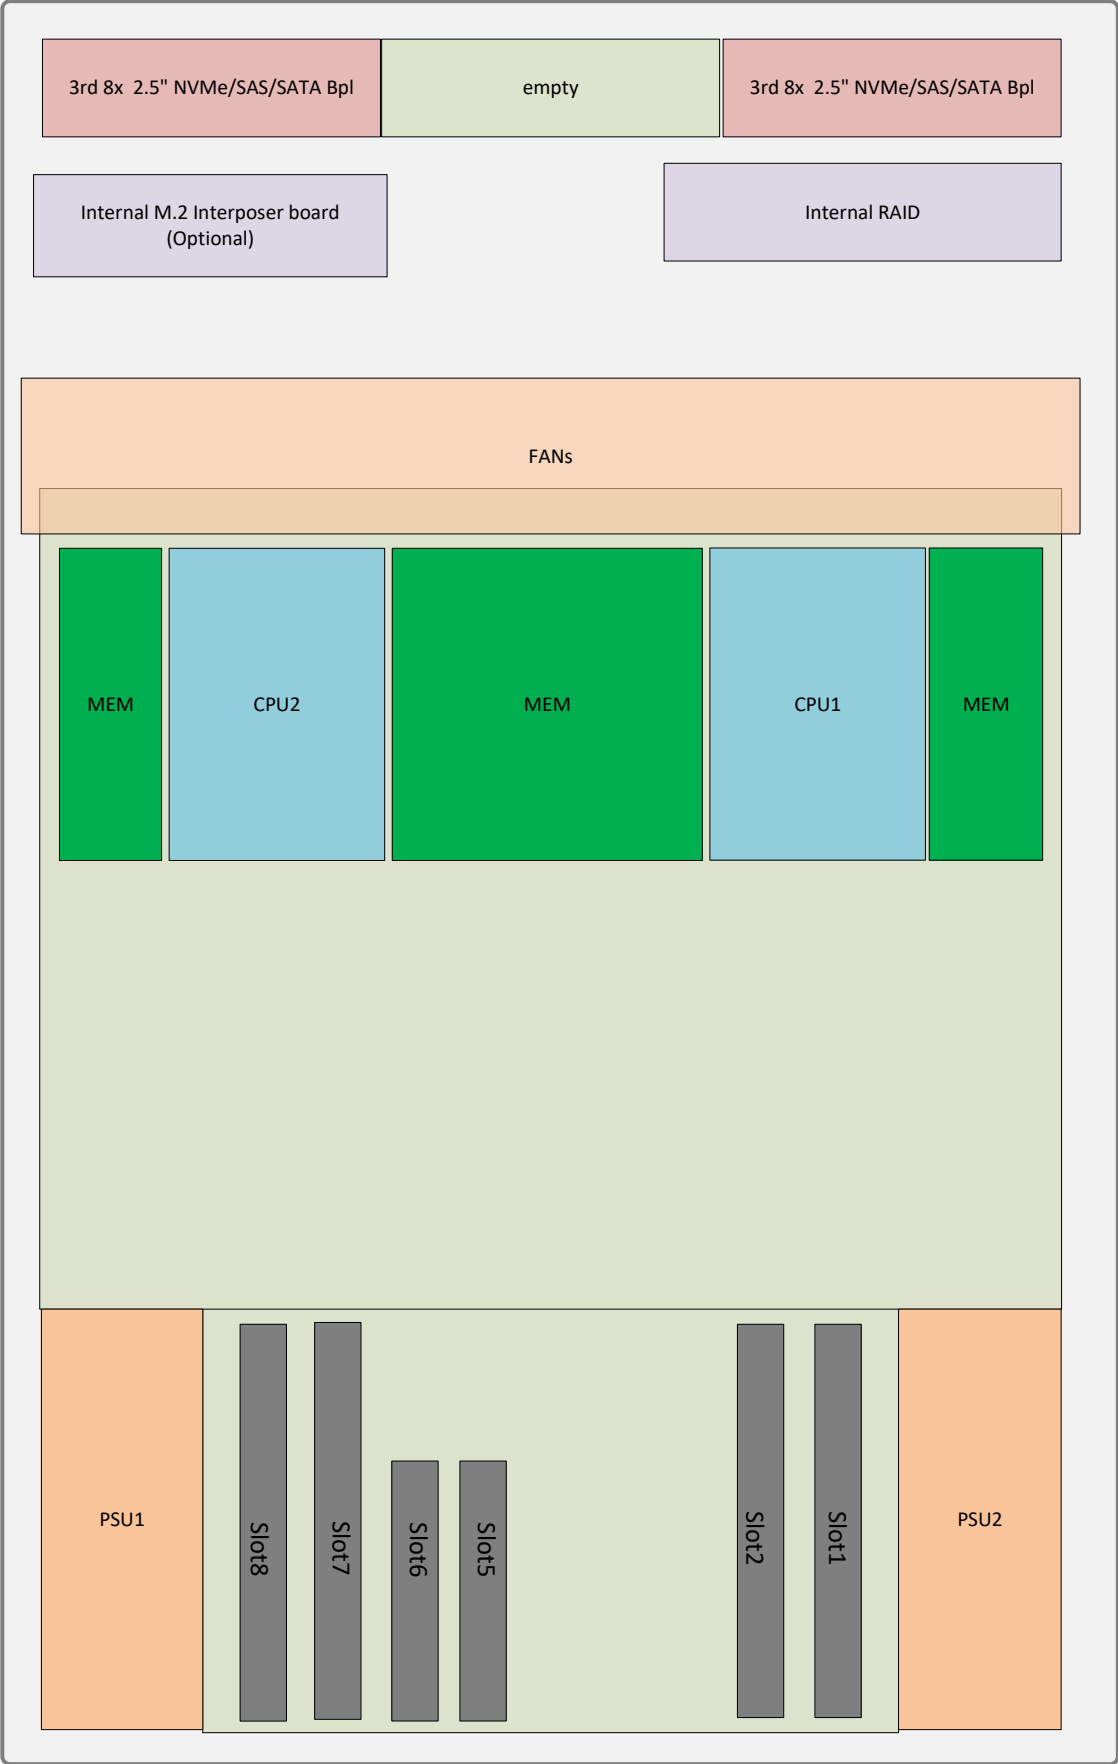 3rd 8x  2.5" NVMe/SAS/SATA Bpl
empty
3rd 8x  2.5" NVMe/SAS/SATA Bpl
Internal M.2 Interposer board
(Optional)
Internal RAID
FANs
MEM
CPU2
MEM
CPU1
MEM
PSU1
Slot8
Slot7
Slot6
Slot5
Slot2
Slot1
PSU2